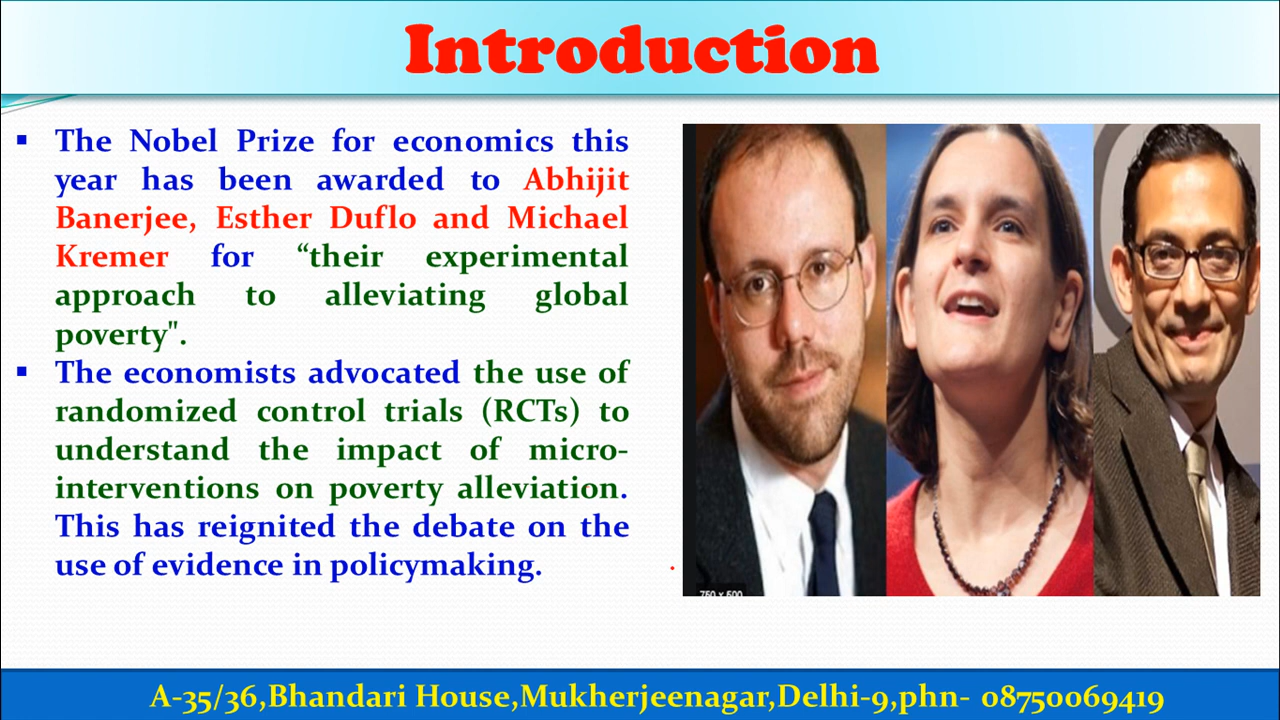 Introduction
▪ The Nobel Prize for economics this
year has been awarded to Abhijit
Banerjee, Esther Duflo and Michael
Kremer for “their experimental
approach to alleviating global
poverty".
▪ The economists advocated the use of
randomized control trials (RCTs) to
understand the impact of micro-
interventions on poverty alleviation.
This has reignited the debate on the
use of evidence in policymaking.
750 x 500
A-35/36,Bhandari House,Mukherjeenagar,Delhi-9,phn- 08750069419